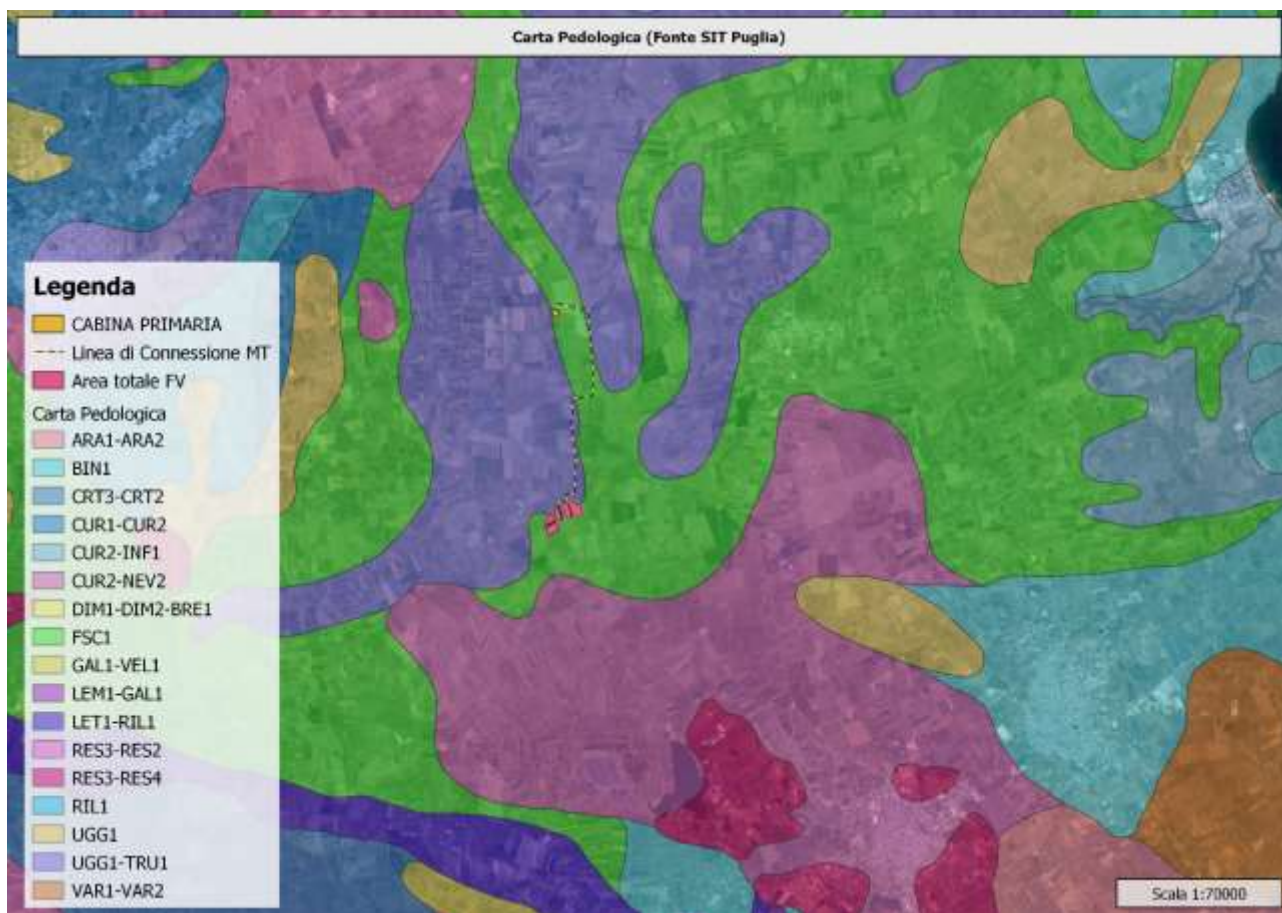 Carta Pedologica (Fonte SIT Puglia)
Legenda
CABINA PRIMARIA
Linea di Connessione MT
Area totale FV
Carta Pedologica
ARA1-ARA2
BIN1
CRT3-CRT2
CUR1-CUR2
CUR2-INF1
CUR2-NEV2
DIM1-DIM2-BRE1
FSC1
GAL1-VEL1
LEM1-GAL1
LET1-RIL1
RES3-RES2
RES3-RES4
RIL1
UGG1
UGG1-TRU1
VAR1-VAR2
Scala 1:70000